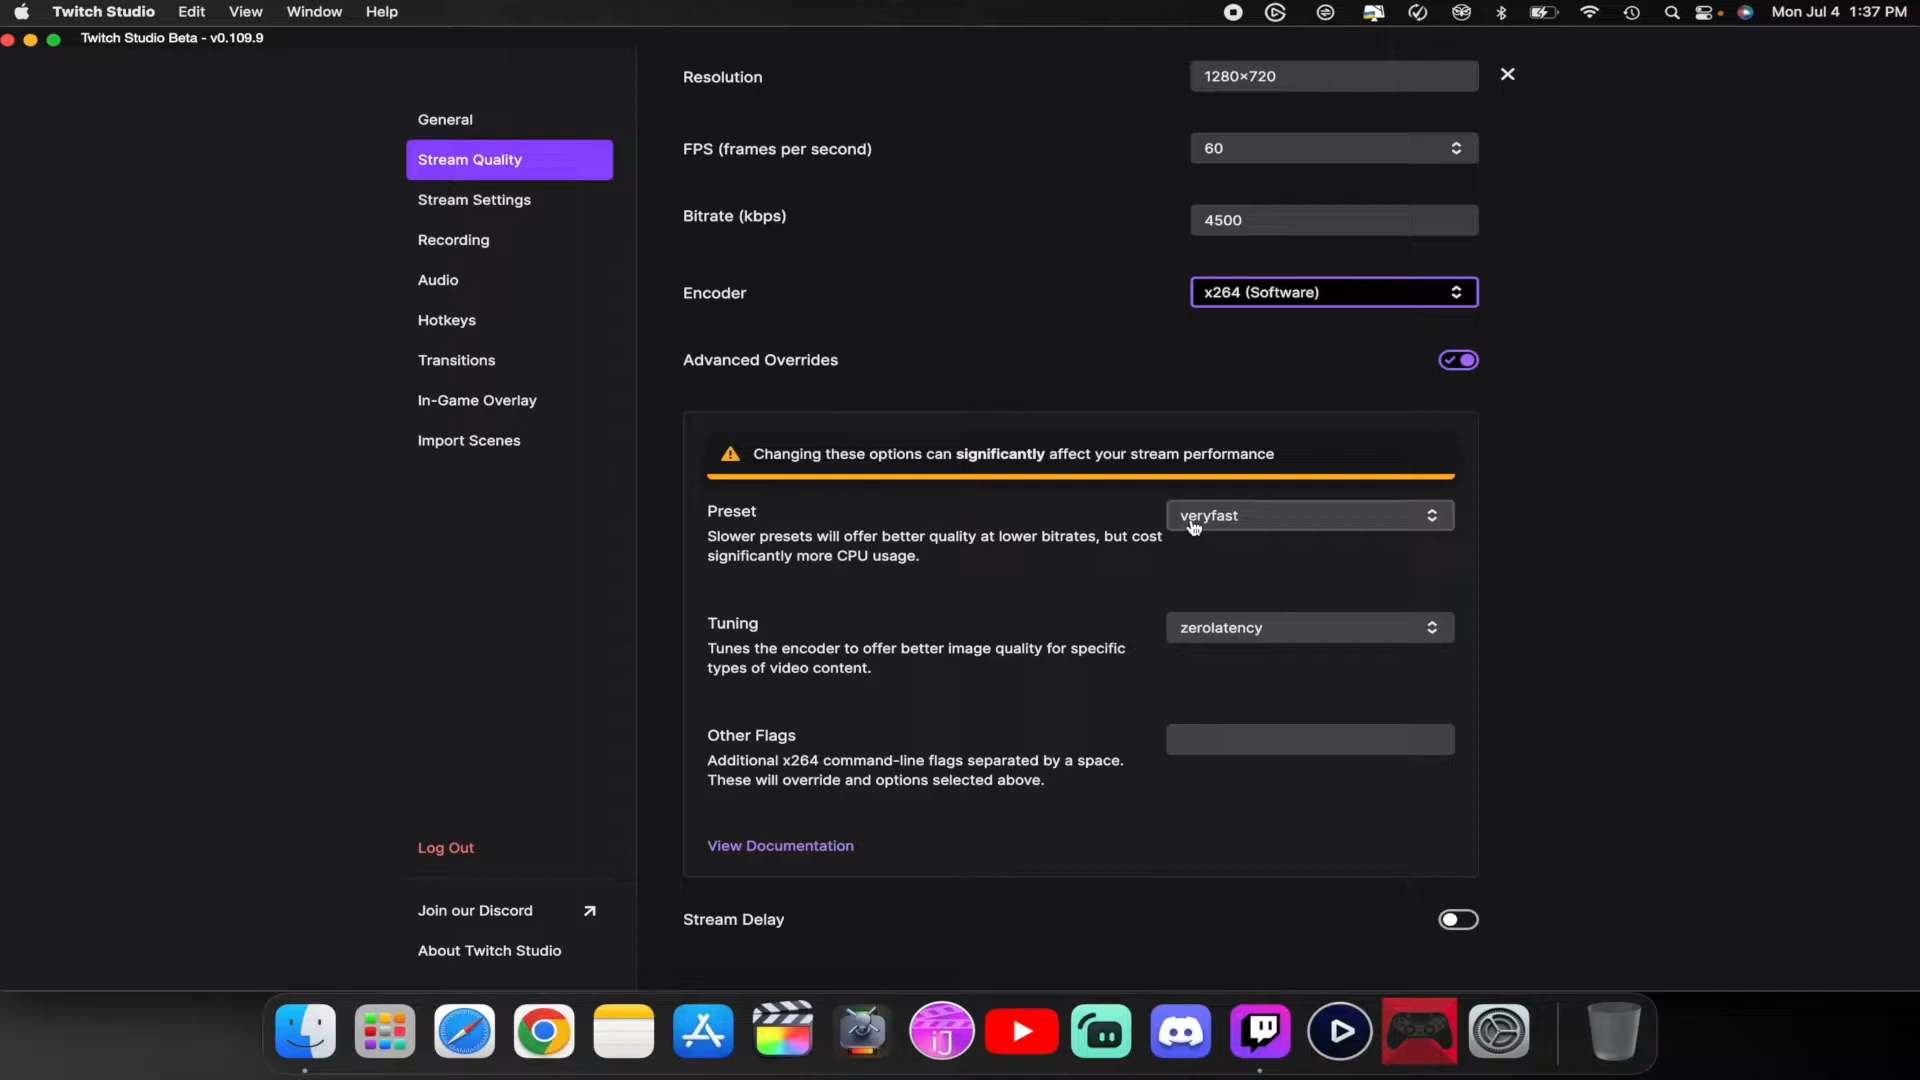 Twitch Studio Edit View Window Help Mon Jul 4 1:37 PM
Twitch Studio Beta - v0.109.9
General
Stream Quality
Stream Settings
Recording
Audio
Hotkeys
Transitions
In-Game Overlay
Import Scenes
Log Out
Join our Discord
About Twitch Studio
Resolution 1280×720
FPS (frames per second) 60
Bitrate (kbps) 4500
Encoder x264 (Software)
Advanced Overrides
Changing these options can significantly affect your stream performance
Preset veryfast
Slower presets will offer better quality at lower bitrates, but cost
significantly more CPU usage.
Tuning zerolatency
Tunes the encoder to offer better image quality for specific
types of video content.
Other Flags
Additional x264 command-line flags separated by a space.
These will override and options selected above.
View Documentation
Stream Delay
iJ